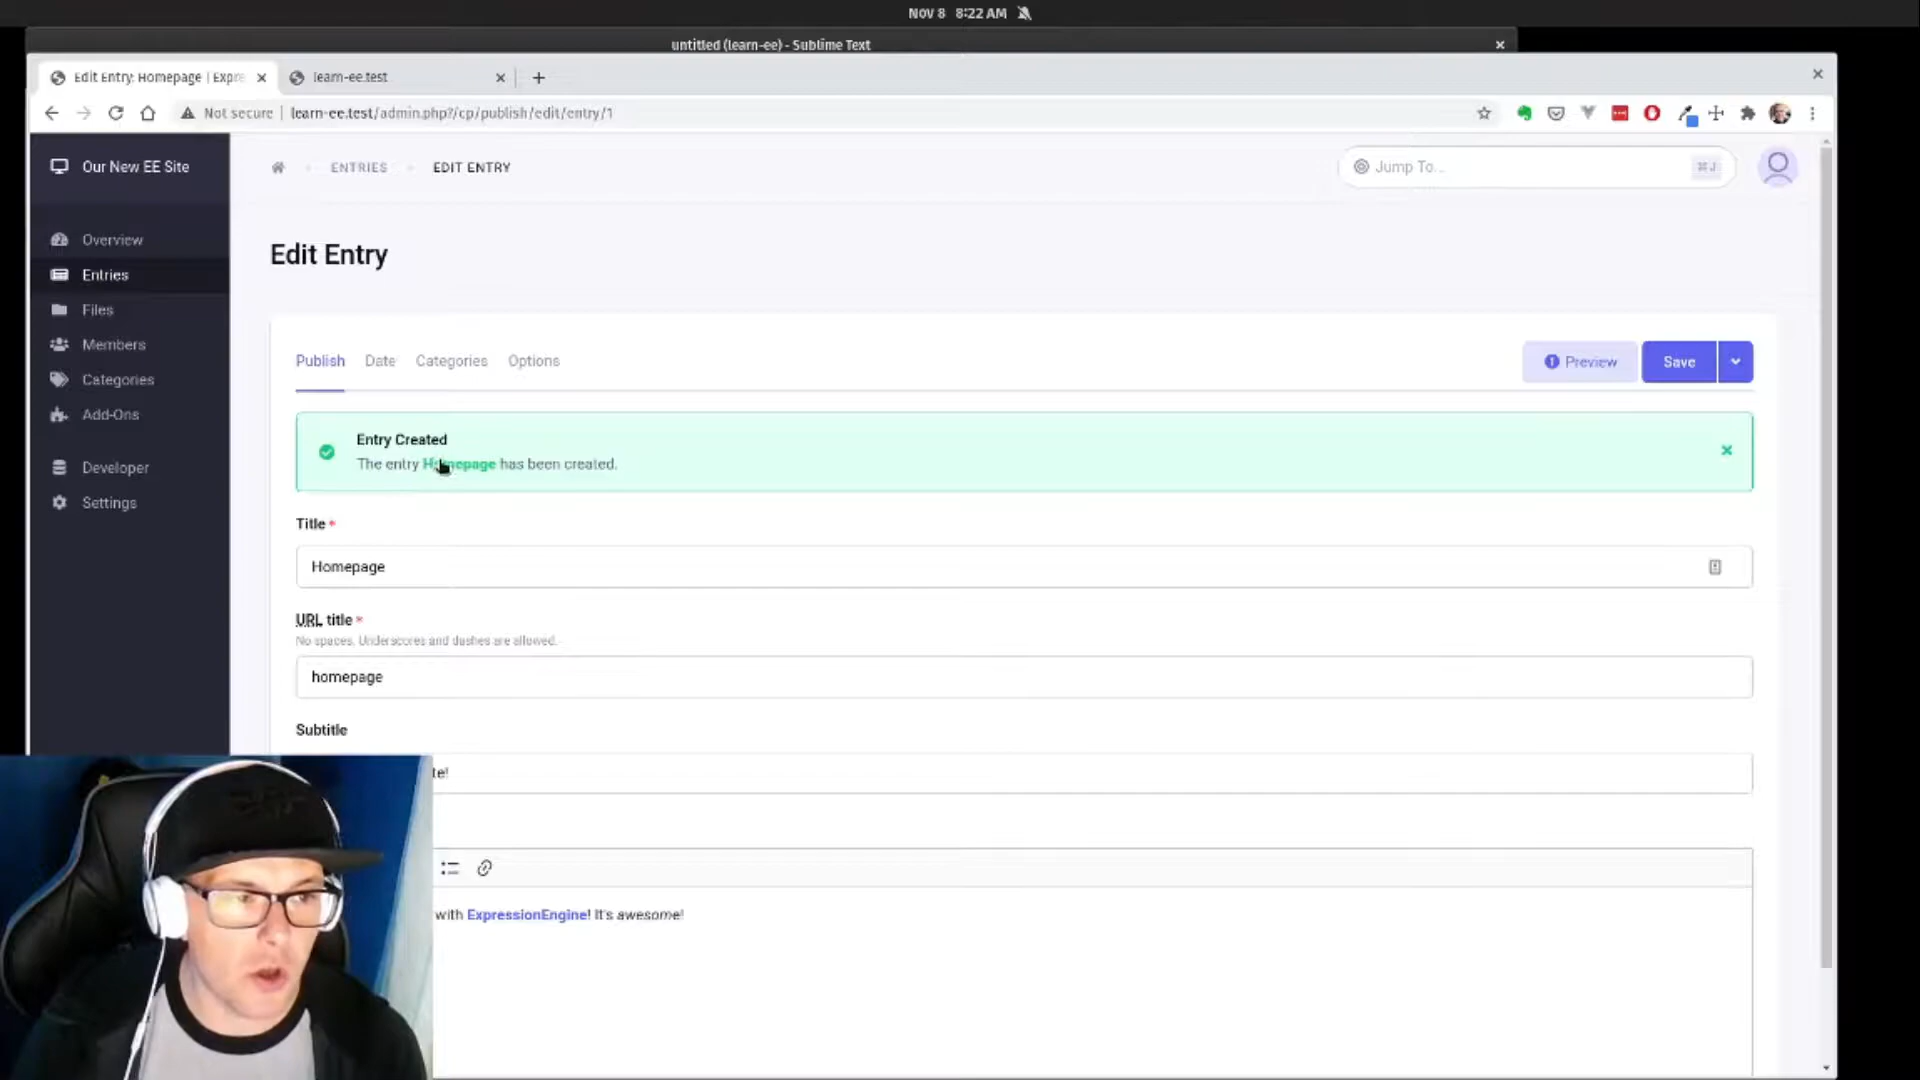 NOV 8 8:22 AM
untitled (learn-ee) - Sublime Text
Edit Entry: Homepage | Expre
learn-ee.test
Not secure
learn-ee.test/admin.php?/cp/publish/edit/entry/1
Our New EE Site
ENTRIES
EDIT ENTRY
Jump To...
⌘J
Overview
Entries
Files
Members
Categories
Add-Ons
Developer
Settings
Edit Entry
Publish
Date
Categories
Options
Preview
Save
Entry Created
The entry Homepage has been created.
Title *
Homepage
URL title *
No spaces. Underscores and dashes are allowed.
homepage
Subtitle
te!
with ExpressionEngine! It's awesome!